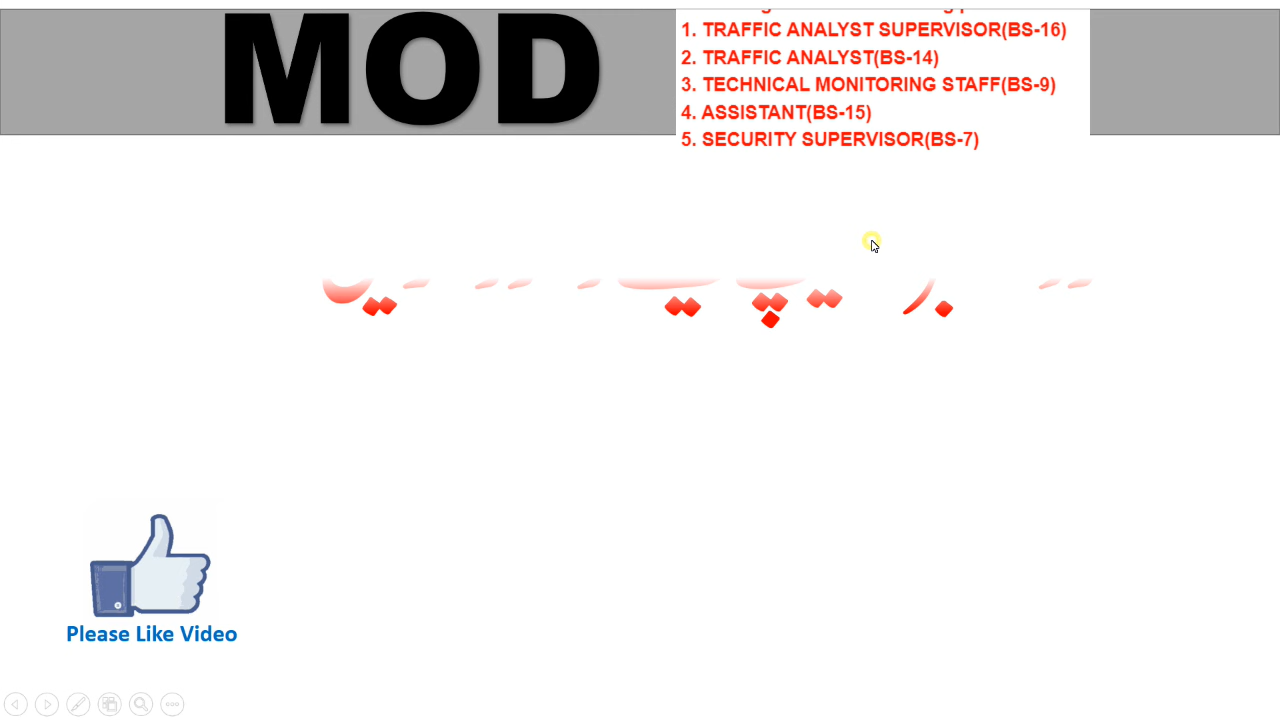 MOD
1. TRAFFIC ANALYST SUPERVISOR(BS-16)
2. TRAFFIC ANALYST(BS-14)
3. TECHNICAL MONITORING STAFF(BS-9)
4. ASSISTANT(BS-15)
5. SECURITY SUPERVISOR(BS-7)
Please Like Video